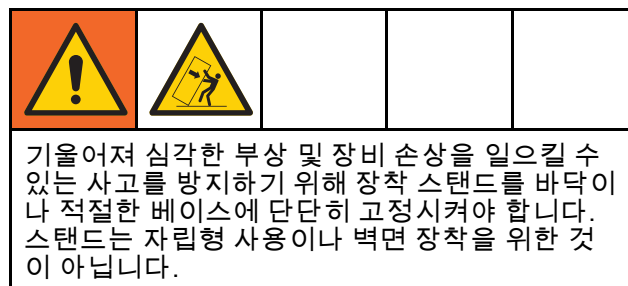 기울어져 심각한 부상 및 장비 손상을 일으킬 수
있는 사고를 방지하기 위해 장착 스탠드를 바닥이
나 적절한 베이스에 단단히 고정시켜야 합니다.
스탠드는 자립형 사용이나 벽면 장착을 위한 것
이 아닙니다.